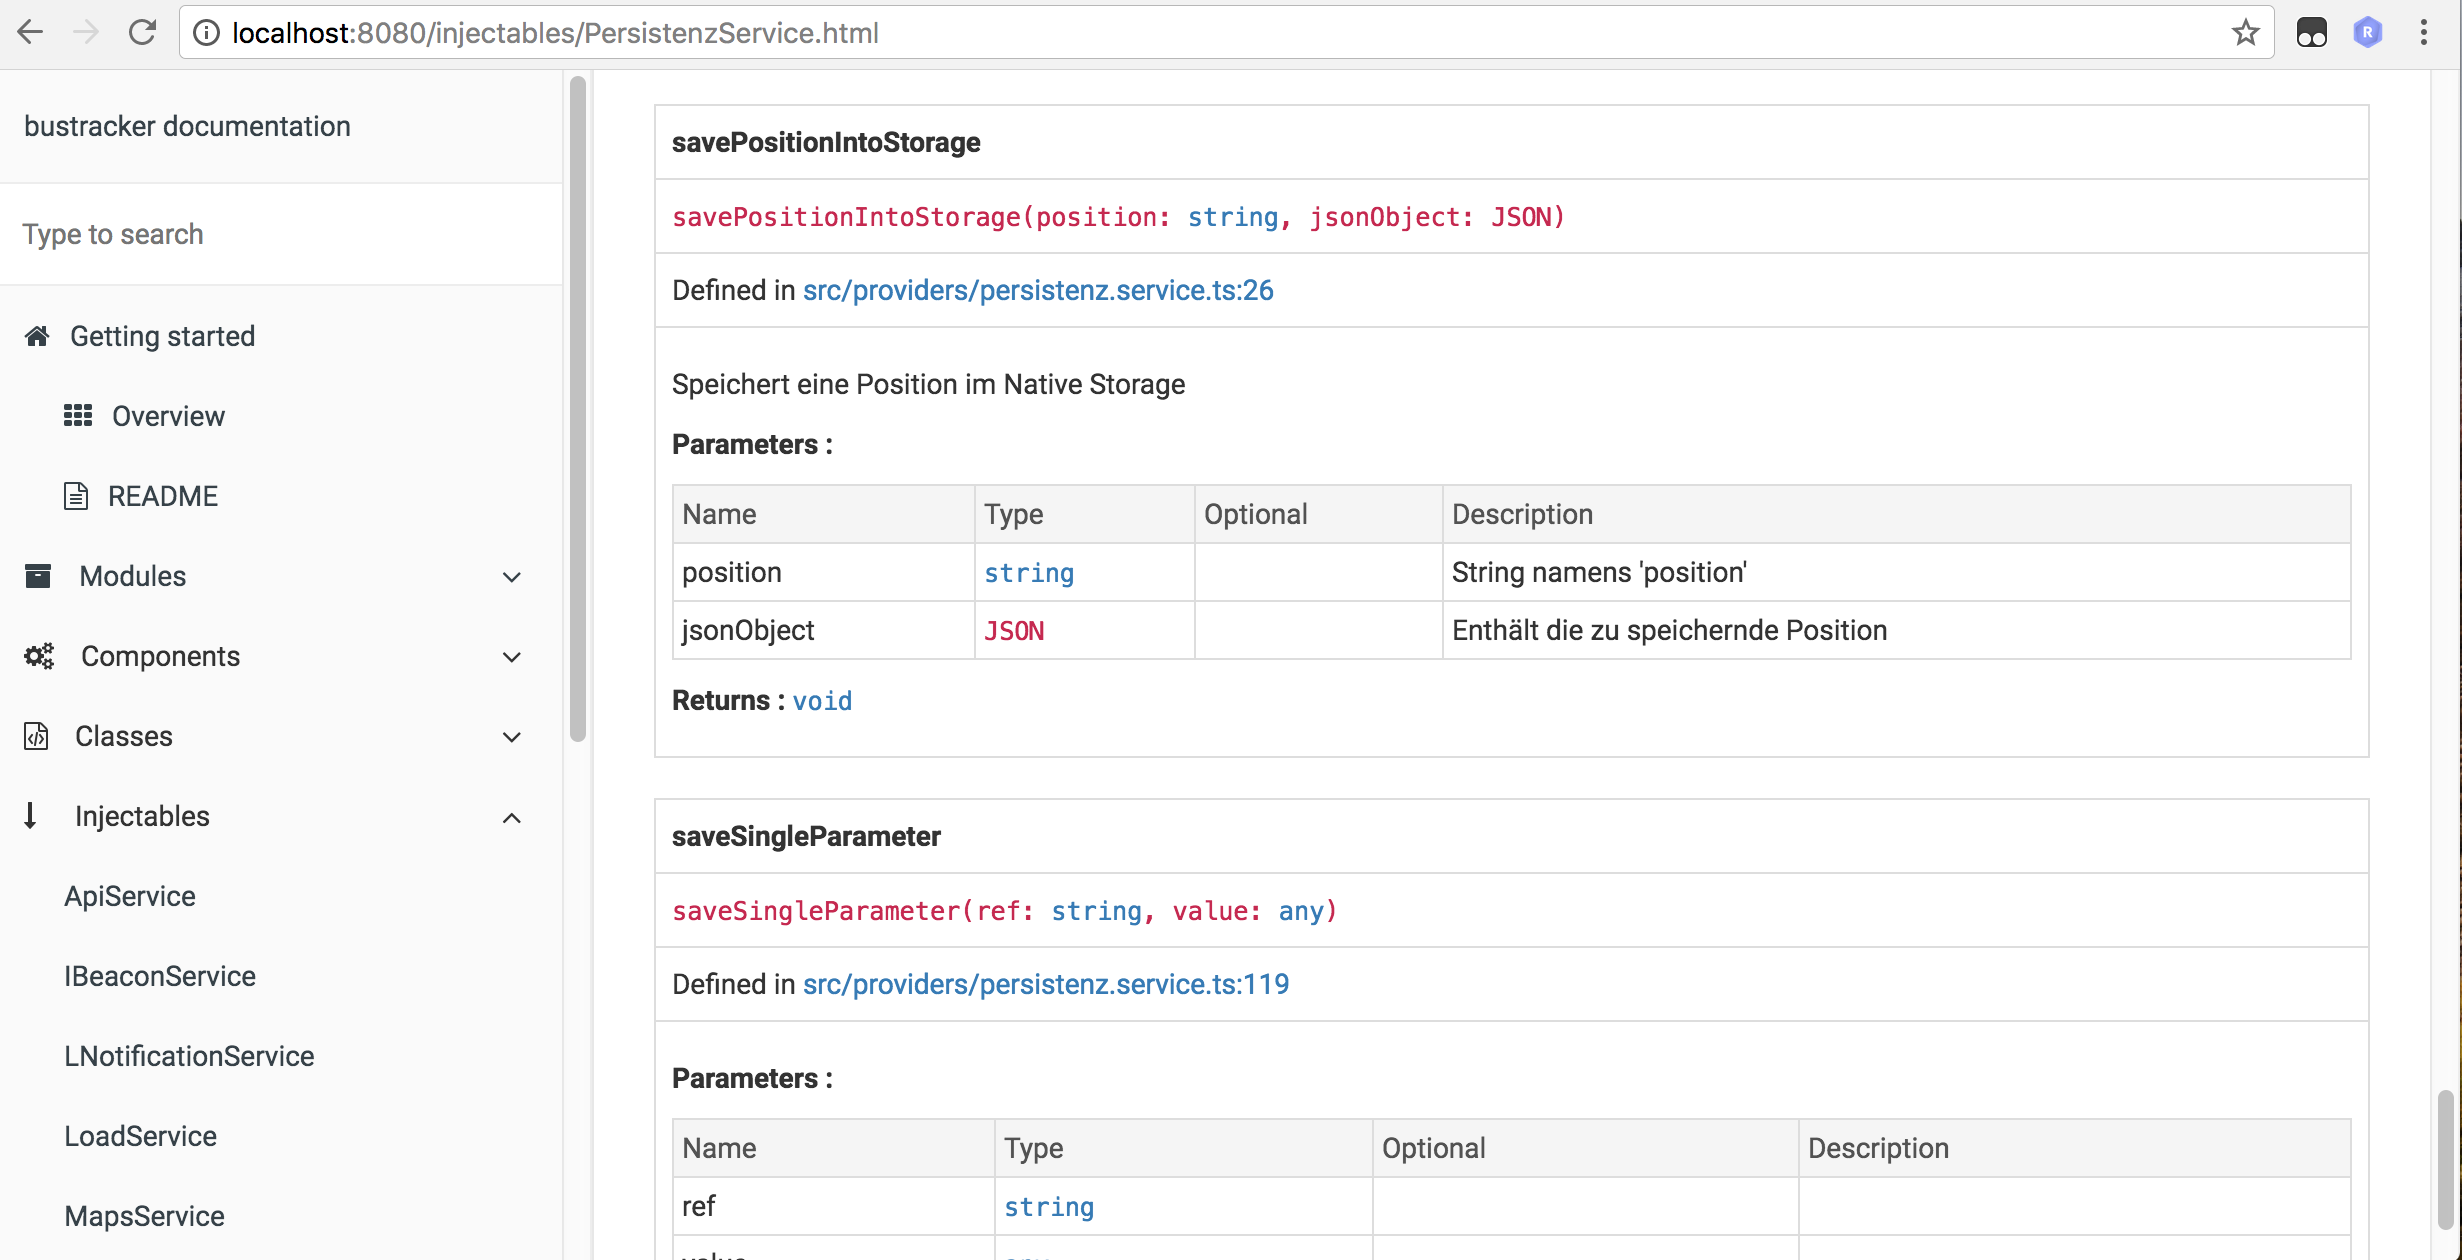 localhost:8080/injectables/PersistenzService.html
R
bustracker documentation
Type to search
Getting started
Overview
README
Modules
Components
Classes
Injectables
ApiService
IBeaconService
LNotificationService
LoadService
MapsService
savePositionIntoStorage
savePositionIntoStorage(position: string, jsonObject: JSON)
Defined in src/providers/persistenz.service.ts:26
Speichert eine Position im Native Storage
Parameters :
Name Type Optional Description
position string String namens 'position'
jsonObject JSON Enthält die zu speichernde Position
Returns : void
saveSingleParameter
saveSingleParameter(ref: string, value: any)
Defined in src/providers/persistenz.service.ts:119
Parameters :
Name Type Optional Description
ref string